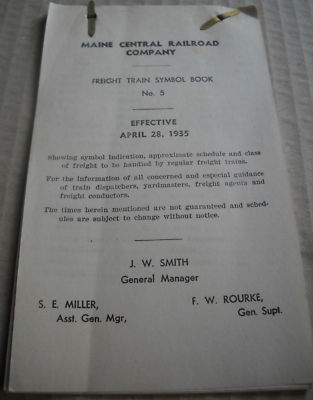 MAINE CENTRAL RAILROAD
COMPANY
FREIGHT TRAIN SYMBOL BOOK
No. 5
EFFECTIVE
APRIL 28, 1935
Showing symbol indication, approximate schedule and class
of freight to be handled by regular freight trains.
For the information of all concerned and especial guidance
of train dispatchers, yardmasters, freight agents and
freight conductors.
The times herein mentioned are not guaranteed and sched-
ules are subject to change without notice.
J. W. SMITH
General Manager
S. E. MILLER,
Asst. Gen. Mgr,
F. W. ROURKE,
Gen. Supt.